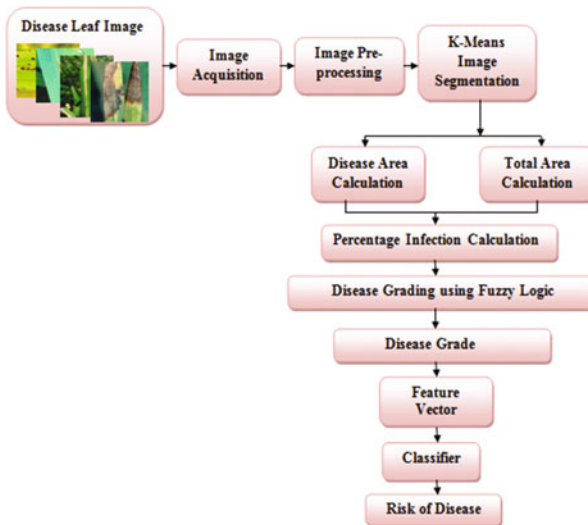 Disease Leaf Image
Image
Acquisition
Image Pre-
processing
K-Means
Image
Segmentation
Disease Area
Calculation
Total Area
Calculation
Percentage Infection Calculation
Disease Grading using Fuzzy Logic
Disease Grade
Feature
Vector
Classifier
Risk of Disease